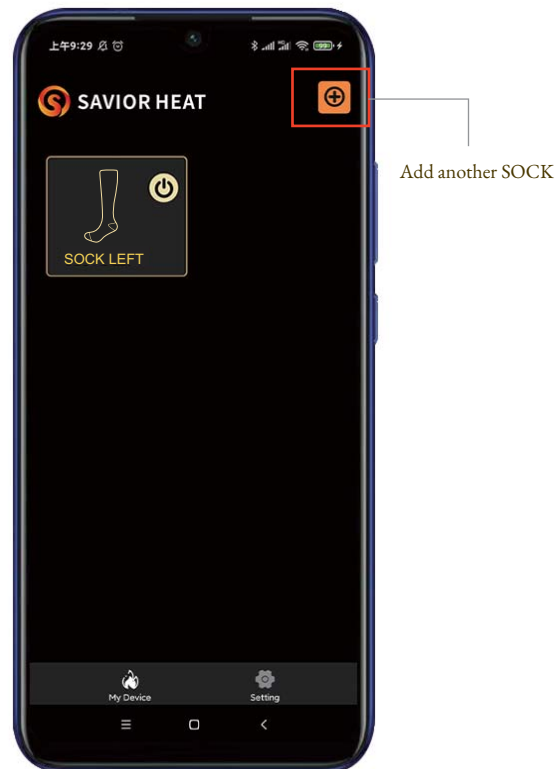 上午9:29
SAVIOR HEAT
Add another SOCK
SOCK LEFT
My Device
Setting